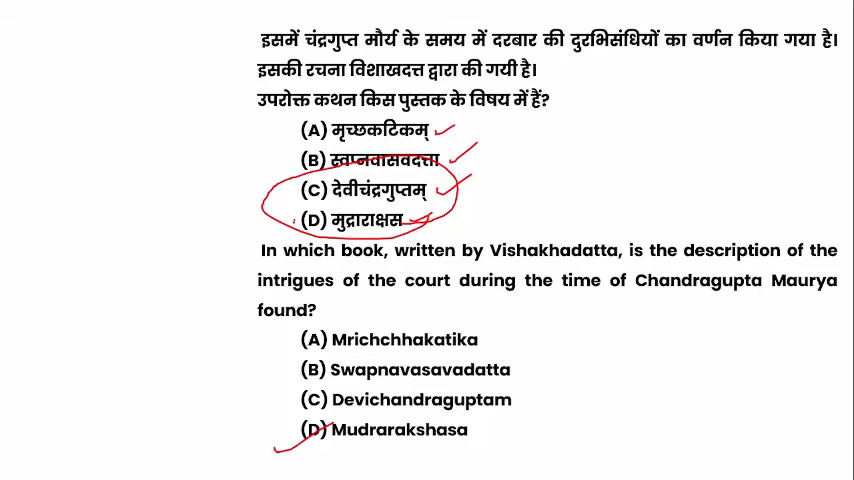 इसमें चंद्रगुप्त मौर्य के समय में दरबार की दुरभिसंधियों का वर्णन किया गया है।
इसकी रचना विशाखदत्त द्वारा की गयी है।
उपरोक्त कथन किस पुस्तक के विषय में हैं?
(A) मृच्छकटिकम्
(B) स्वप्नवासवदत्ता
(C) देवीचंद्रगुप्तम्
(D) मुद्राराक्षस
In which book, written by Vishakhadatta, is the description of the
intrigues of the court during the time of Chandragupta Maurya
found?
(A) Mrichchhakatika
(B) Swapnavasavadatta
(C) Devichandraguptam
(D) Mudrarakshasa